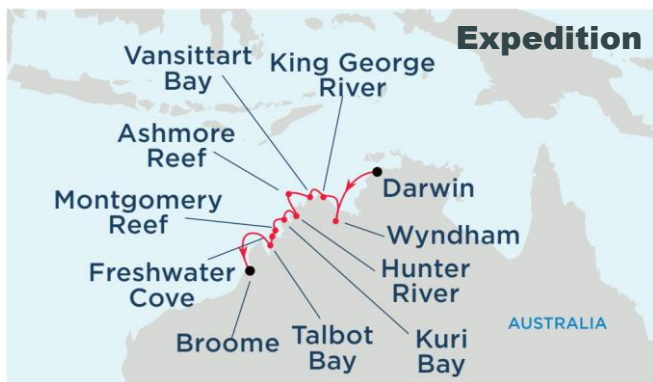 Expedition
Vansittart
Bay
King George
River
Ashmore
Reef
Darwin
Montgomery
Reef
Wyndham
Freshwater
Cove
Hunter
River
Broome
Talbot
Bay
Kuri
Bay
AUSTRALIA